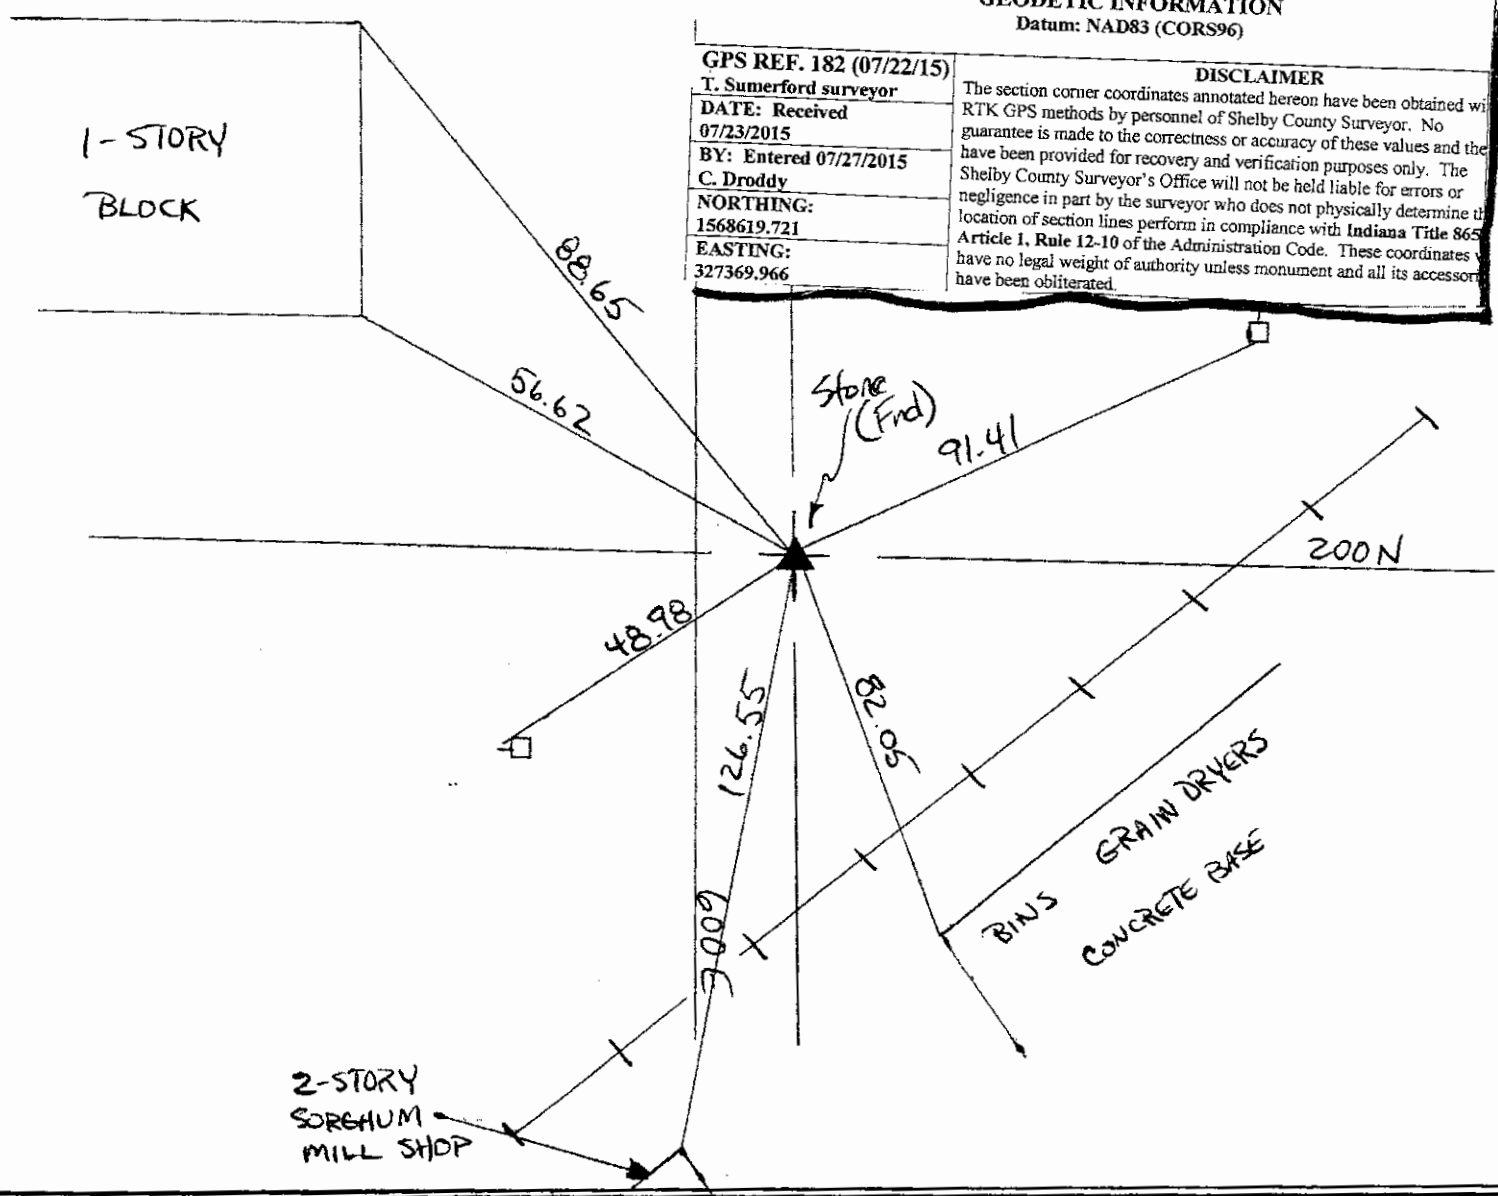 GEODETIC INFORMATION
Datum: NAD83 (CORS96)
GPS REF. 182 (07/22/15)
T. Sumerford surveyor
DATE: Received
07/23/2015
BY: Entered 07/27/2015
C. Droddy
NORTHING:
1568619.721
EASTING:
327369.966
DISCLAIMER
The section corner coordinates annotated hereon have been obtained wi
RTK GPS methods by personnel of Shelby County Surveyor. No
guarantee is made to the correctness or accuracy of these values and the
have been provided for recovery and verification purposes only. The
Shelby County Surveyor's Office will not be held liable for errors or
negligence in part by the surveyor who does not physically determine th
location of section lines perform in compliance with Indiana Title 865
Article 1, Rule 12-10 of the Administration Code. These coordinates
have no legal weight of authority unless monument and all its accessor
have been obliterated.
1-STORY
BLOCK
88.65
56.62
Stone
(Fnd)
91.41
200N
48.98
126.55
82.05
600E
BINS GRAIN DRYERS
CONCRETE BASE
2-STORY
SORGHUM
MILL SHOP